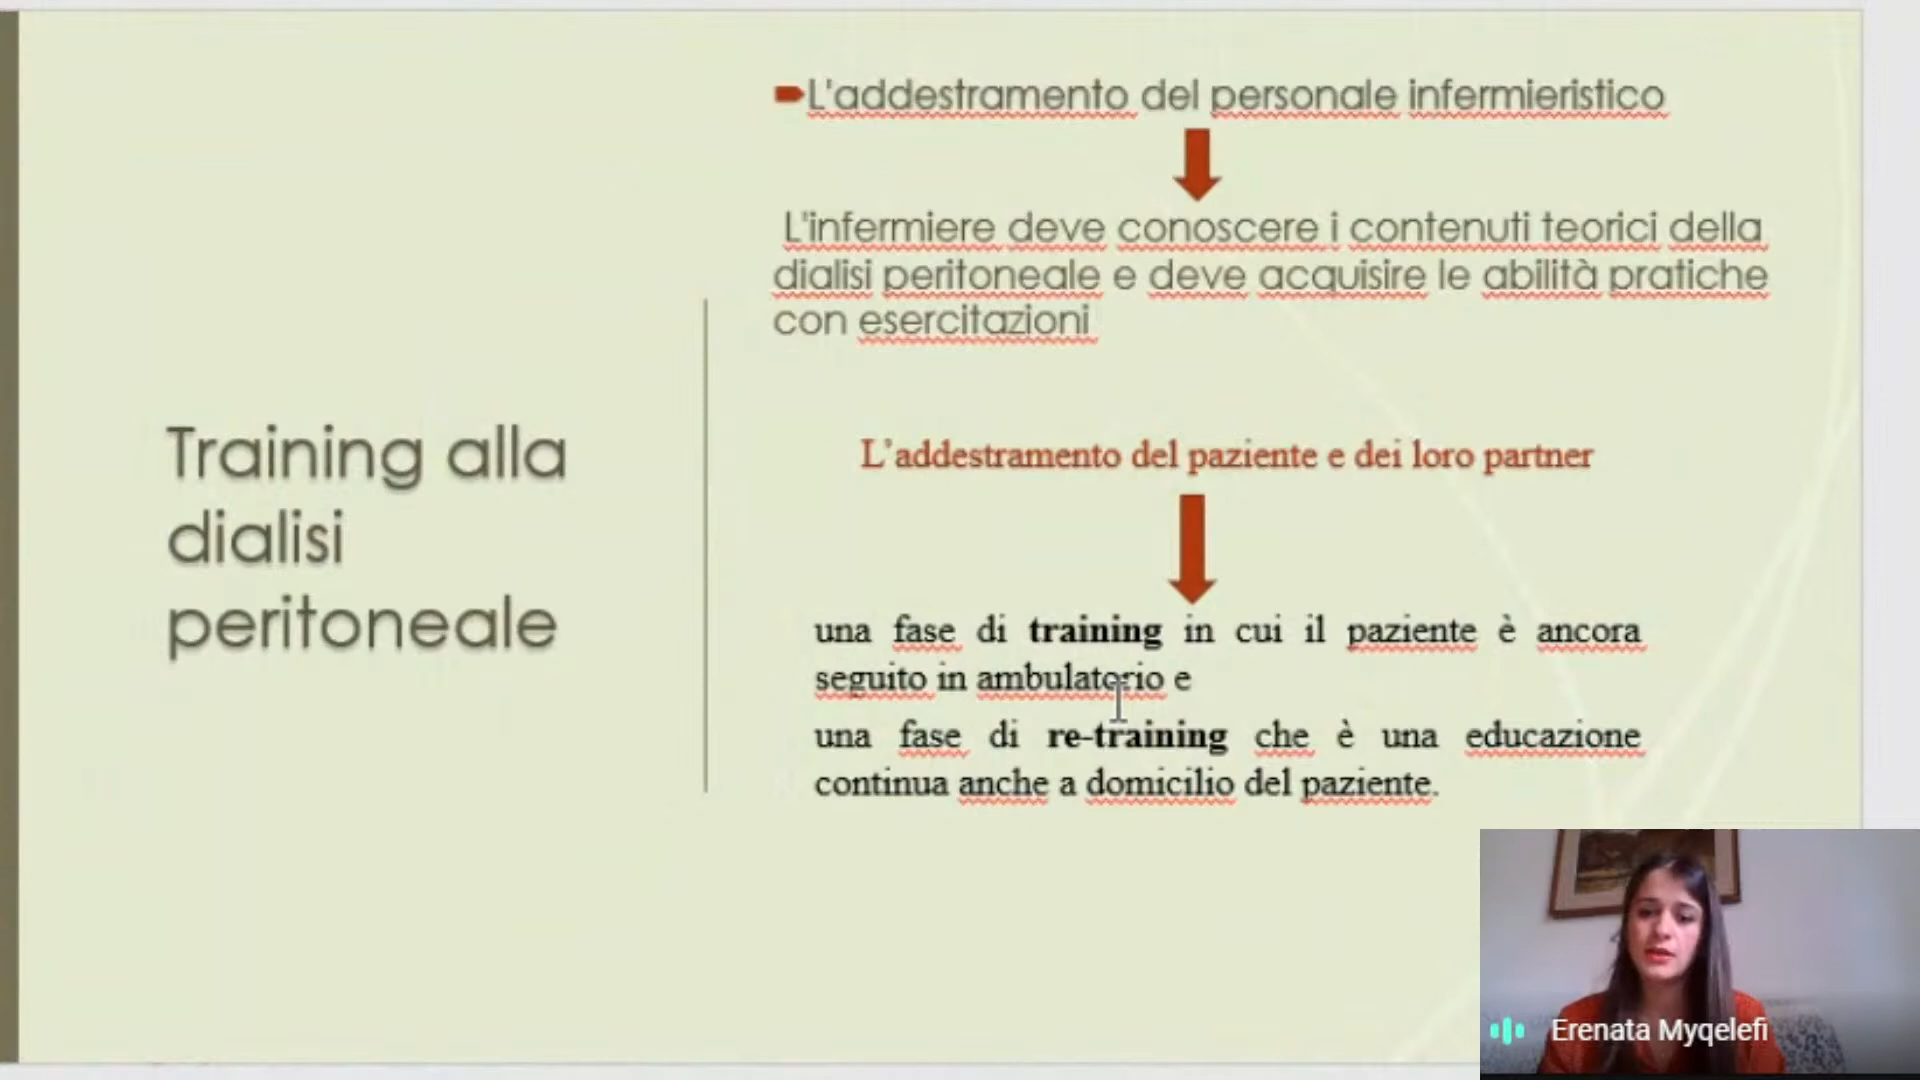 Training alla
dialisi
peritoneale
L'addestramento del personale infermieristico
L'infermiere deve conoscere i contenuti teorici della
dialisi peritoneale e deve acquisire le abilità pratiche
con esercitazioni
L’addestramento del paziente e dei loro partner
una fase di training in cui il paziente è ancora
seguito in ambulatorio e
una fase di re-training che è una educazione
continua anche a domicilio del paziente.
Erenata Myqelefi